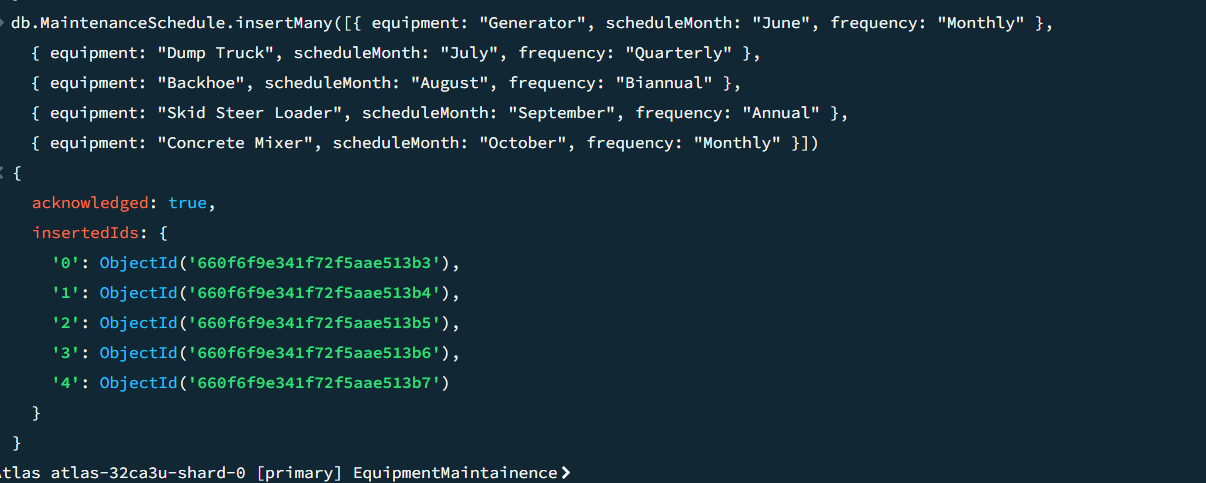 db.MaintenanceSchedule.insertMany([{ equipment: "Generator", scheduleMonth: "June", frequency: "Monthly" },
{ equipment: "Dump Truck", scheduleMonth: "July", frequency: "Quarterly" },
{ equipment: "Backhoe", scheduleMonth: "August", frequency: "Biannual" },
{ equipment: "Skid Steer Loader", scheduleMonth: "September", frequency: "Annual" },
{ equipment: "Concrete Mixer", scheduleMonth: "October", frequency: "Monthly" }])
{
acknowledged: true,
insertedIds: {
'0': ObjectId('660f6f9e341f72f5aae513b3'),
'1': ObjectId('660f6f9e341f72f5aae513b4'),
'2': ObjectId('660f6f9e341f72f5aae513b5'),
'3': ObjectId('660f6f9e341f72f5aae513b6'),
'4': ObjectId('660f6f9e341f72f5aae513b7')
}
}
tlas atlas-32ca3u-shard-0 [primary] EquipmentMaintainence>